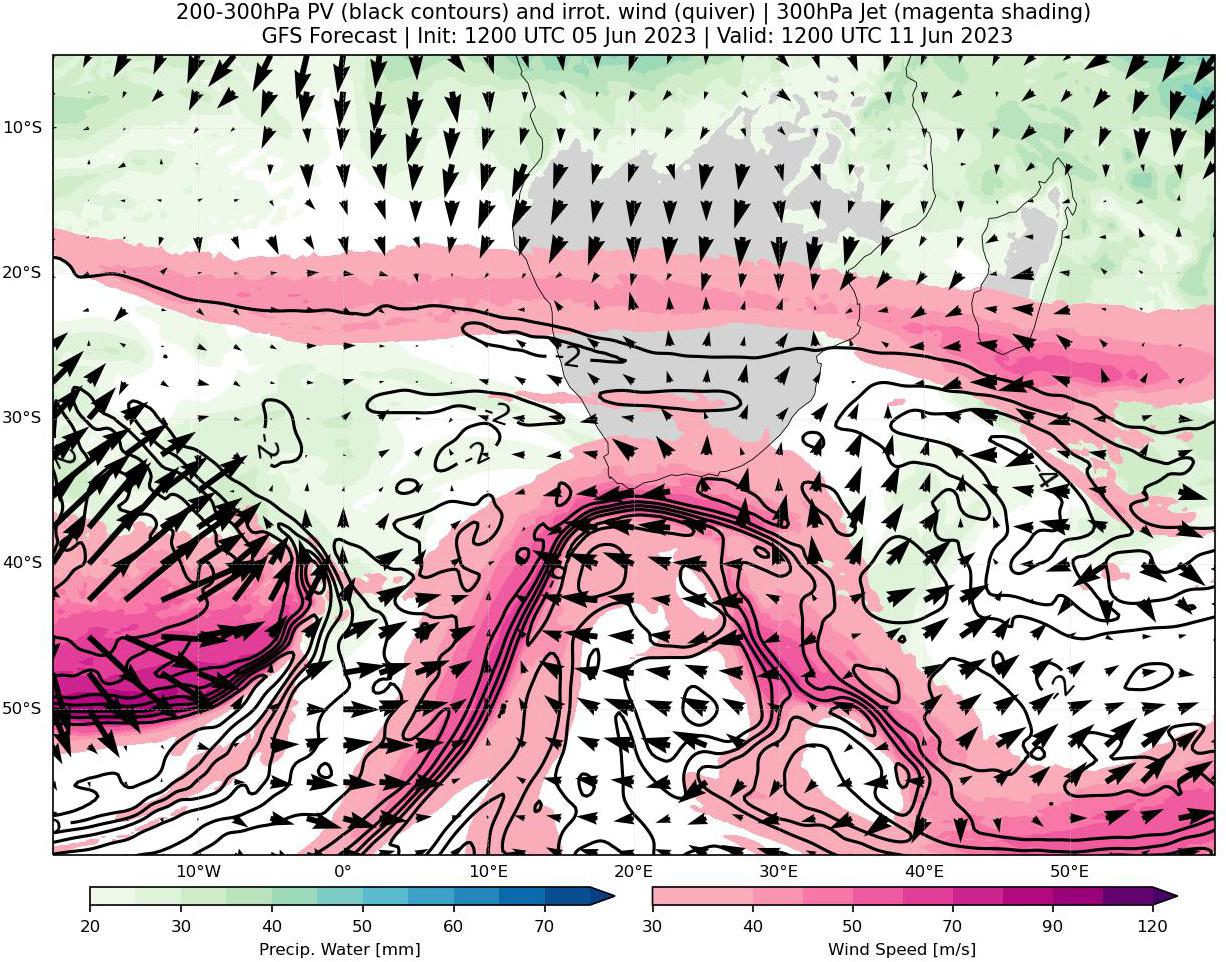 200-300hPa PV (black contours) and irrot. wind (quiver) | 300hPa Jet (magenta shading)
GFS Forecast | Init: 1200 UTC 05 Jun 2023 | Valid: 1200 UTC 11 Jun 2023
10°S
20°S
-2
30°S
-2
-2
-2
-4
40°S
-2
50°S
10°W 0° 10°E 20°E 30°E 40°E 50°E
20 30 40 50 60 70
30 40 50 70 90 120
Precip. Water [mm]
Wind Speed [m/s]